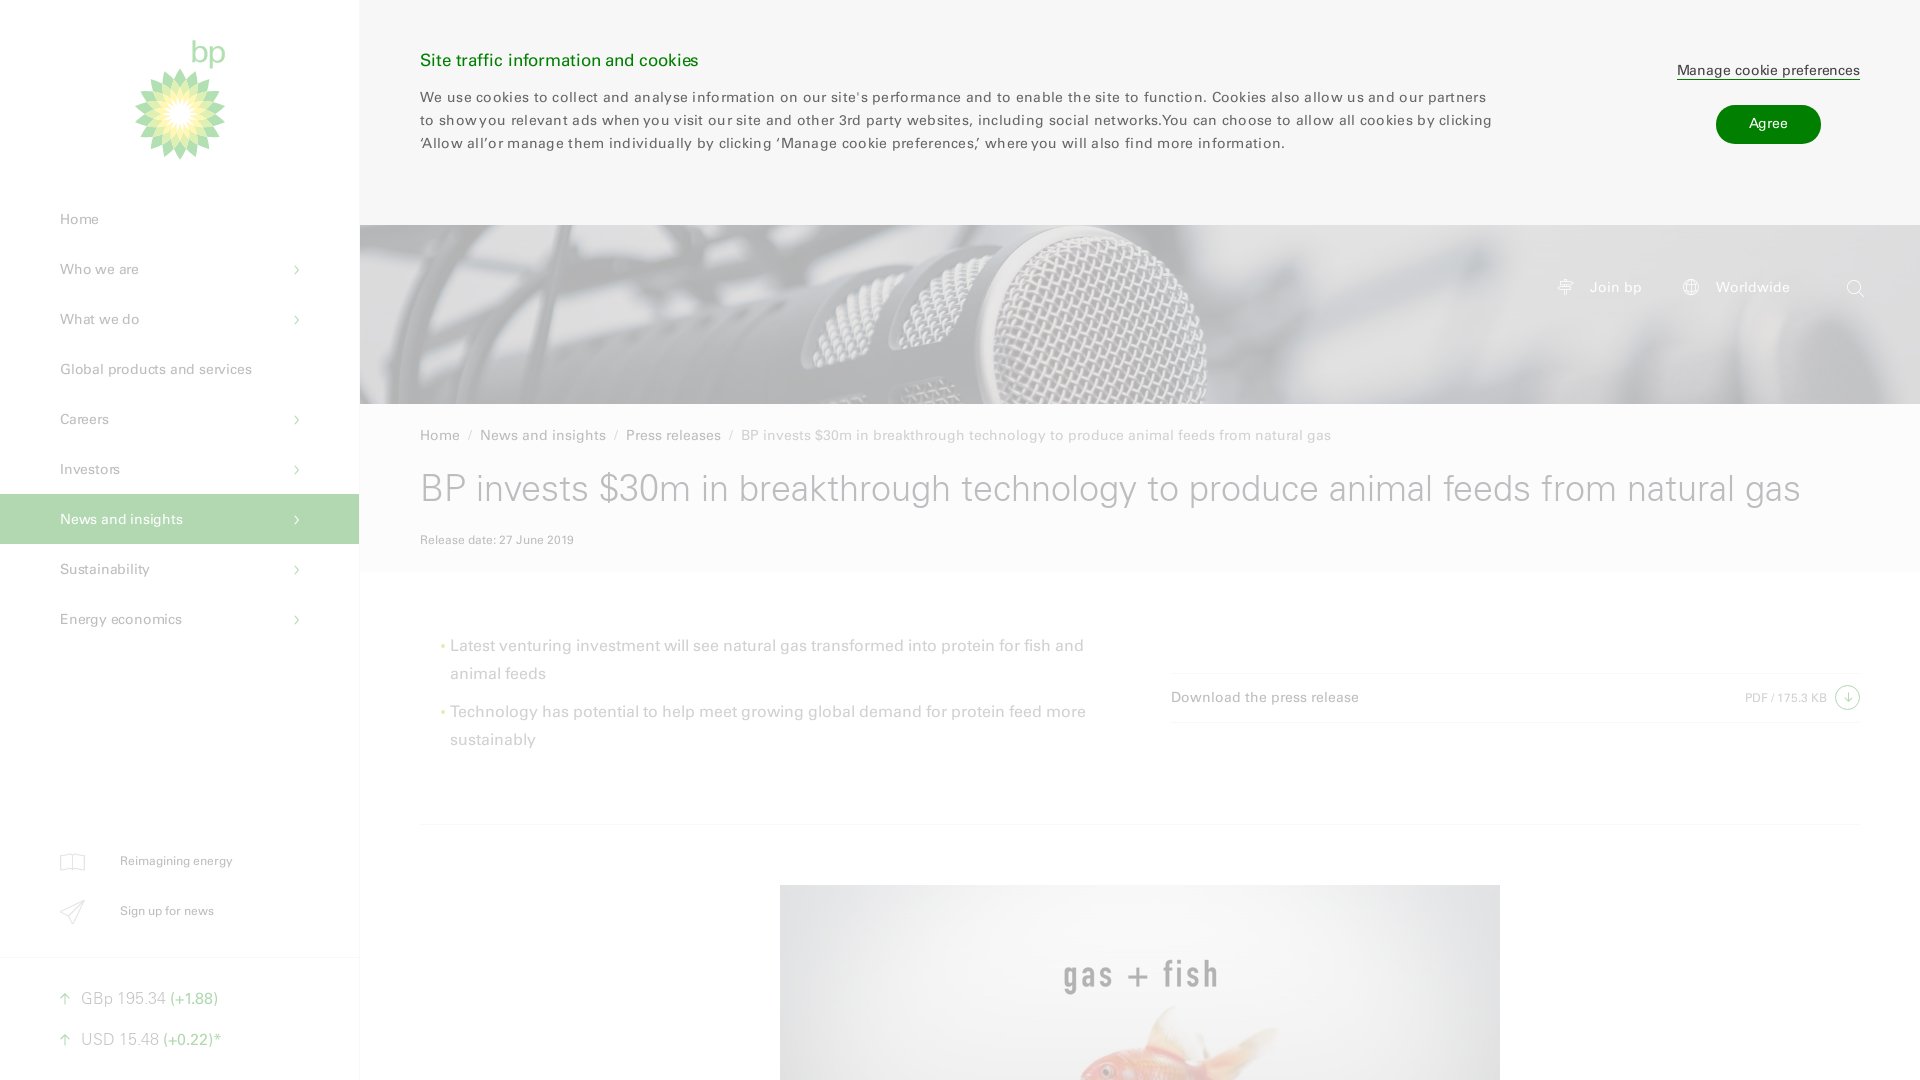 bp
Home
Who we are
What we do
Global products and services
Careers
Investors
News and insights
Sustainability
Energy economics
Reimagining energy
Sign up for news
GBp 195.34 (+1.88)
USD 15.48 (+0.22)*
Site traffic information and cookies
We use cookies to collect and analyse information on our site's performance and to enable the site to function. Cookies also allow us and our partners
to show you relevant ads when you visit our site and other 3rd party websites, including social networks. You can choose to allow all cookies by clicking
‘Allow all’ or manage them individually by clicking ‘Manage cookie preferences,’ where you will also find more information.
Manage cookie preferences
Agree
Join bp
Worldwide
Home / News and insights / Press releases / BP invests $30m in breakthrough technology to produce animal feeds from natural gas
BP invests $30m in breakthrough technology to produce animal feeds from natural gas
Release date: 27 June 2019
• Latest venturing investment will see natural gas transformed into protein for fish and
animal feeds
• Technology has potential to help meet growing global demand for protein feed more
sustainably
Download the press release
PDF / 175.3 KB
gas + fish